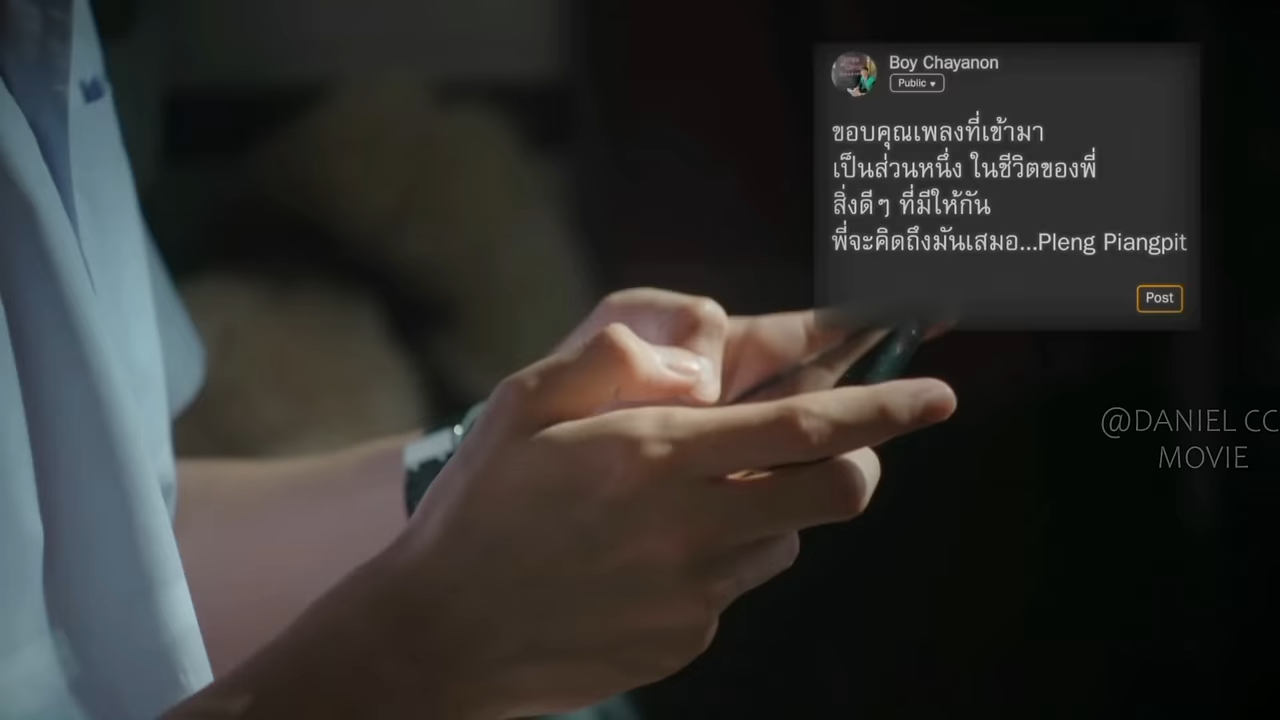 Boy Chayanon
Public
ขอบคุณเพลงที่เข้ามา
เป็นส่วนหนึ่ง ในชีวิตของพี่
สิ่งดีๆ ที่มีให้กัน
พี่จะคิดถึงมันเสมอ...Pleng Piangpit
Post
@DANIEL CC
MOVIE